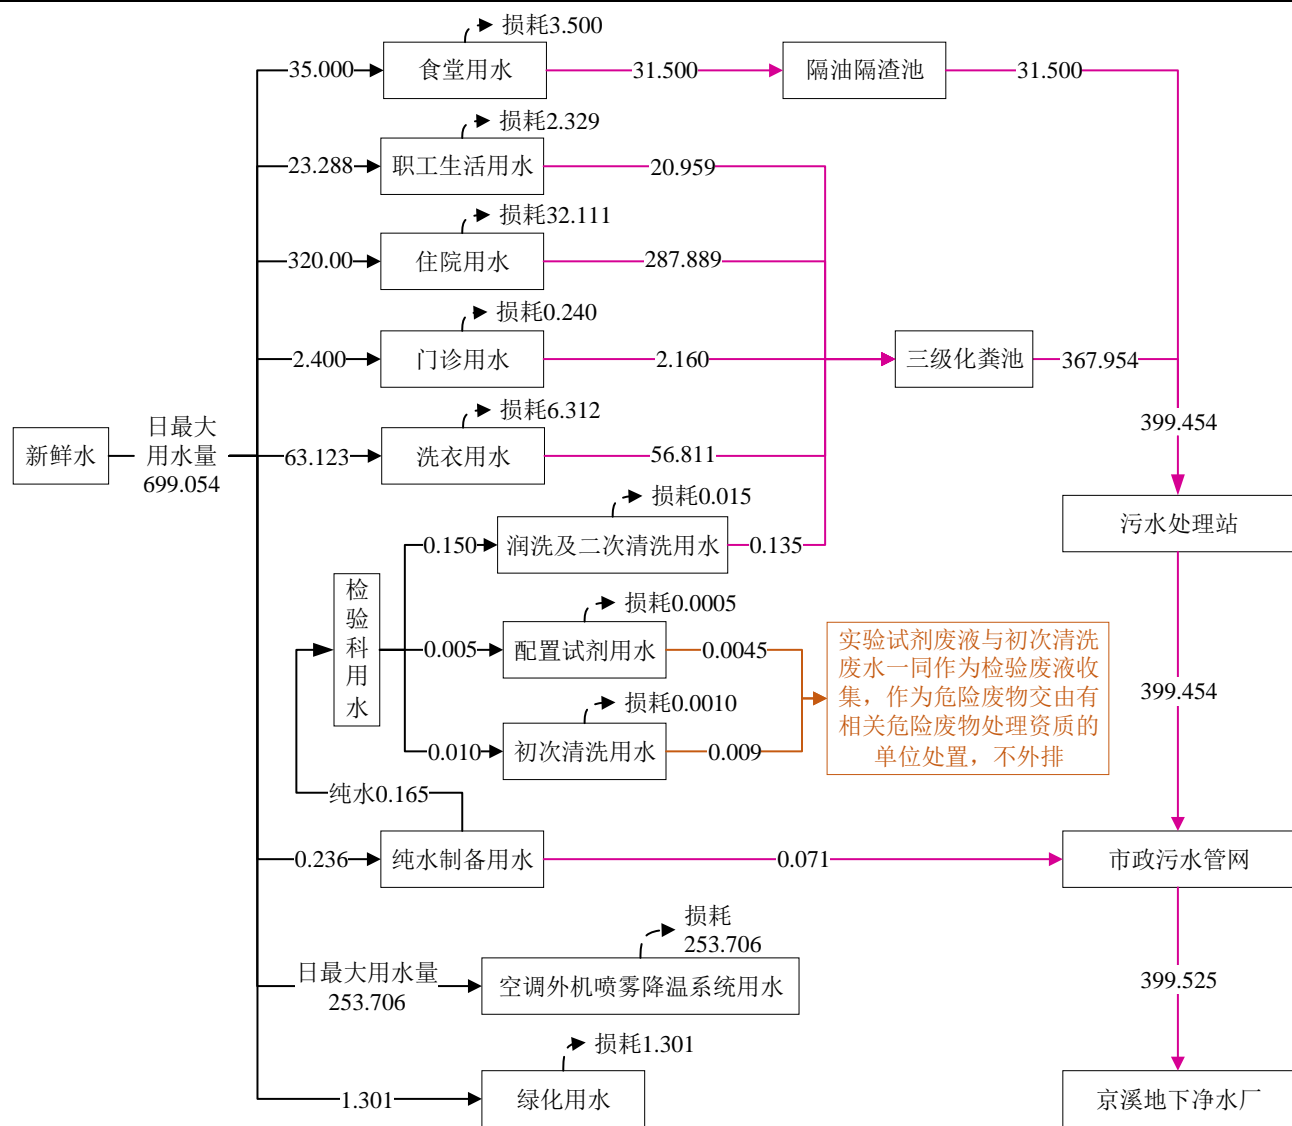 损耗3.500
35.000
食堂用水
31.500
隔油隔渣池
31.500
损耗2.329
23.288
职工生活用水
20.959
损耗32.111
320.00
住院用水
287.889
损耗0.240
2.400
门诊用水
2.160
三级化粪池
367.954
新鲜水
日最大
用水量
699.054
损耗6.312
63.123
洗衣用水
56.811
399.454
损耗0.015
0.150
润洗及二次清洗用水
0.135
污水处理站
检
验
科
用
水
损耗0.0005
0.005
配置试剂用水
0.0045
损耗0.0010
0.010
初次清洗用水
0.009
实验试剂废液与初次清洗
废水一同作为检验废液收
集，作为危险废物交由有
相关危险废物处理资质的
单位处置，不外排
399.454
纯水0.165
0.236
纯水制备用水
0.071
市政污水管网
损耗
253.706
日最大用水量
253.706
空调外机喷雾降温系统用水
399.525
损耗1.301
1.301
绿化用水
京溪地下净水厂